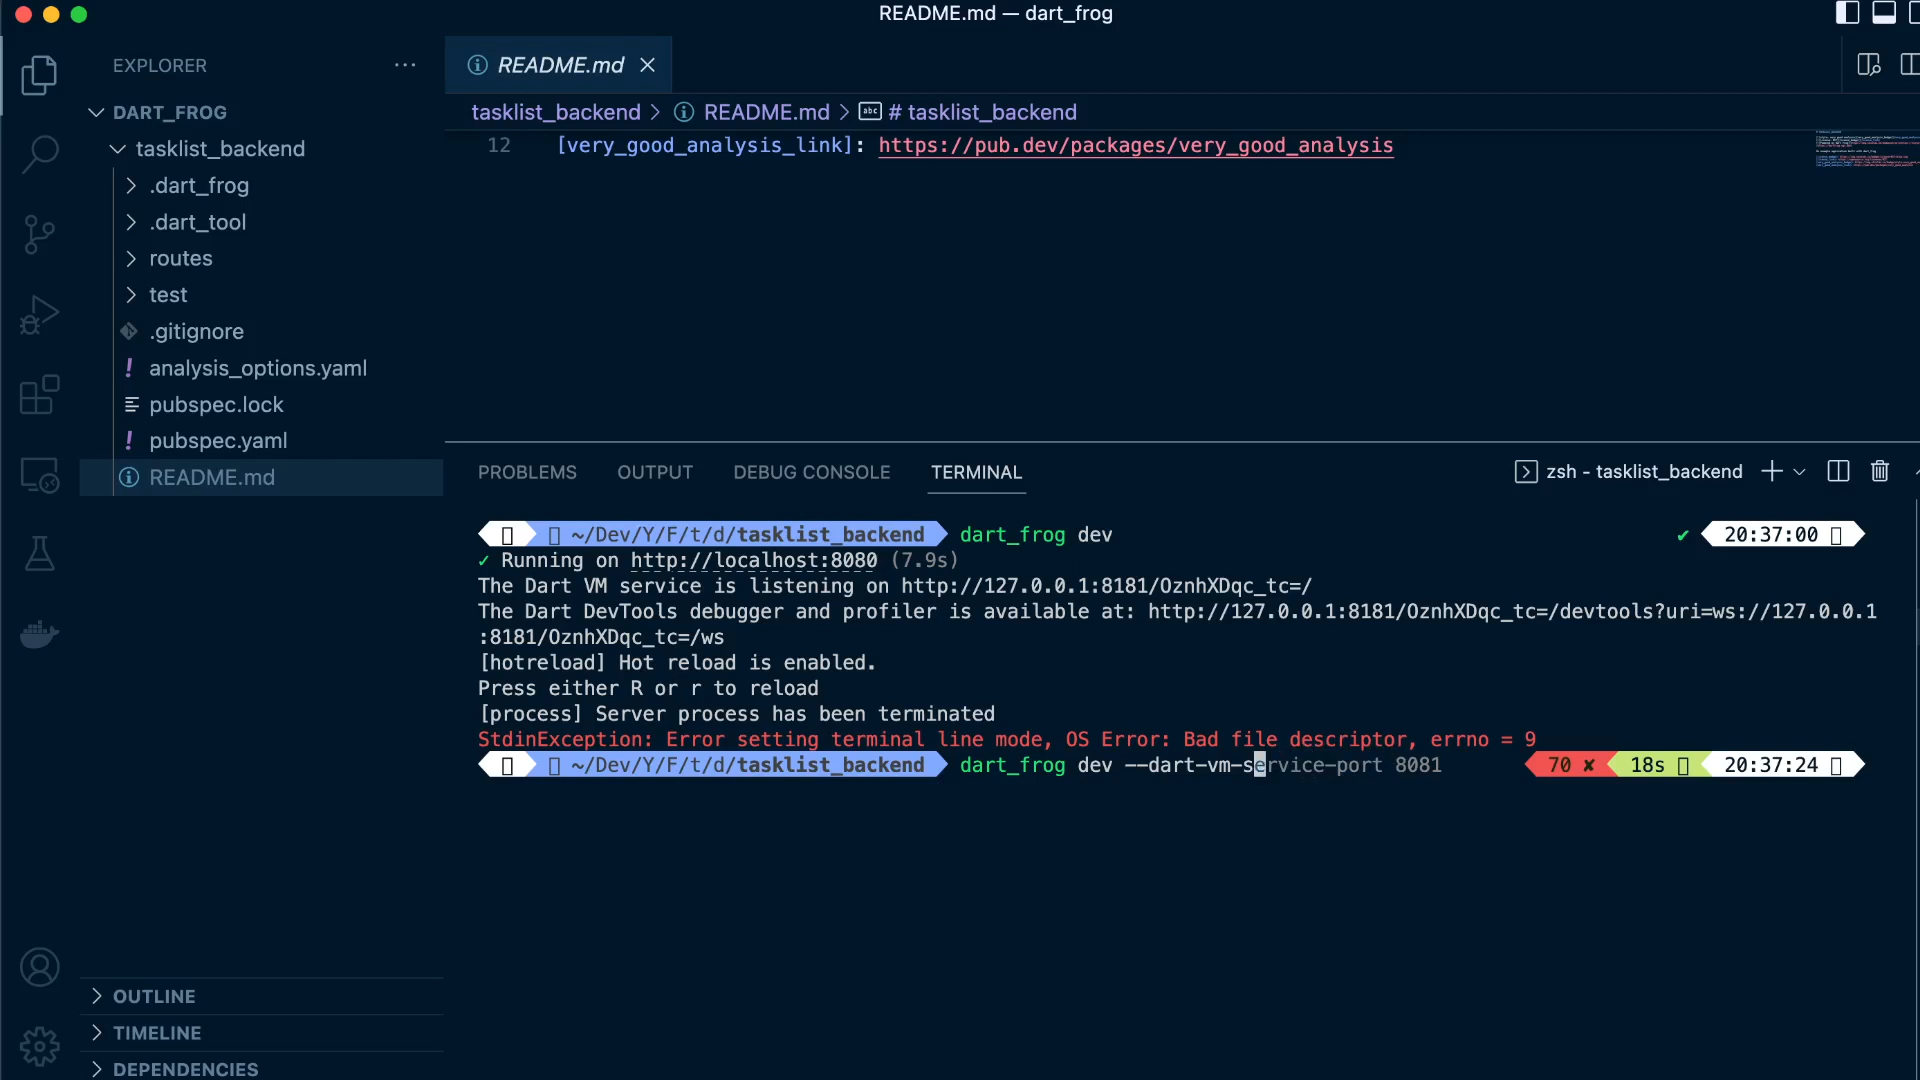 README.md — dart_frog
EXPLORER
DART_FROG
tasklist_backend
.dart_frog
.dart_tool
routes
test
.gitignore
analysis_options.yaml
pubspec.lock
pubspec.yaml
README.md
OUTLINE
TIMELINE
DEPENDENCIES
README.md
tasklist_backend > README.md > # tasklist_backend
12 [very_good_analysis_link]: https://pub.dev/packages/very_good_analysis
PROBLEMS OUTPUT DEBUG CONSOLE TERMINAL zsh - tasklist_backend
~/Dev/Y/F/t/d/tasklist_backend dart_frog dev ✔ 20:37:00
✓ Running on http://localhost:8080 (7.9s)
The Dart VM service is listening on http://127.0.0.1:8181/OznhXDqc_tc=/
The Dart DevTools debugger and profiler is available at: http://127.0.0.1:8181/OznhXDqc_tc=/devtools?uri=ws://127.0.0.1
:8181/OznhXDqc_tc=/ws
[hotreload] Hot reload is enabled.
Press either R or r to reload
[process] Server process has been terminated
StdinException: Error setting terminal line mode, OS Error: Bad file descriptor, errno = 9
~/Dev/Y/F/t/d/tasklist_backend dart_frog dev --dart-vm-service-port 8081 70 ✘ 18s 20:37:24